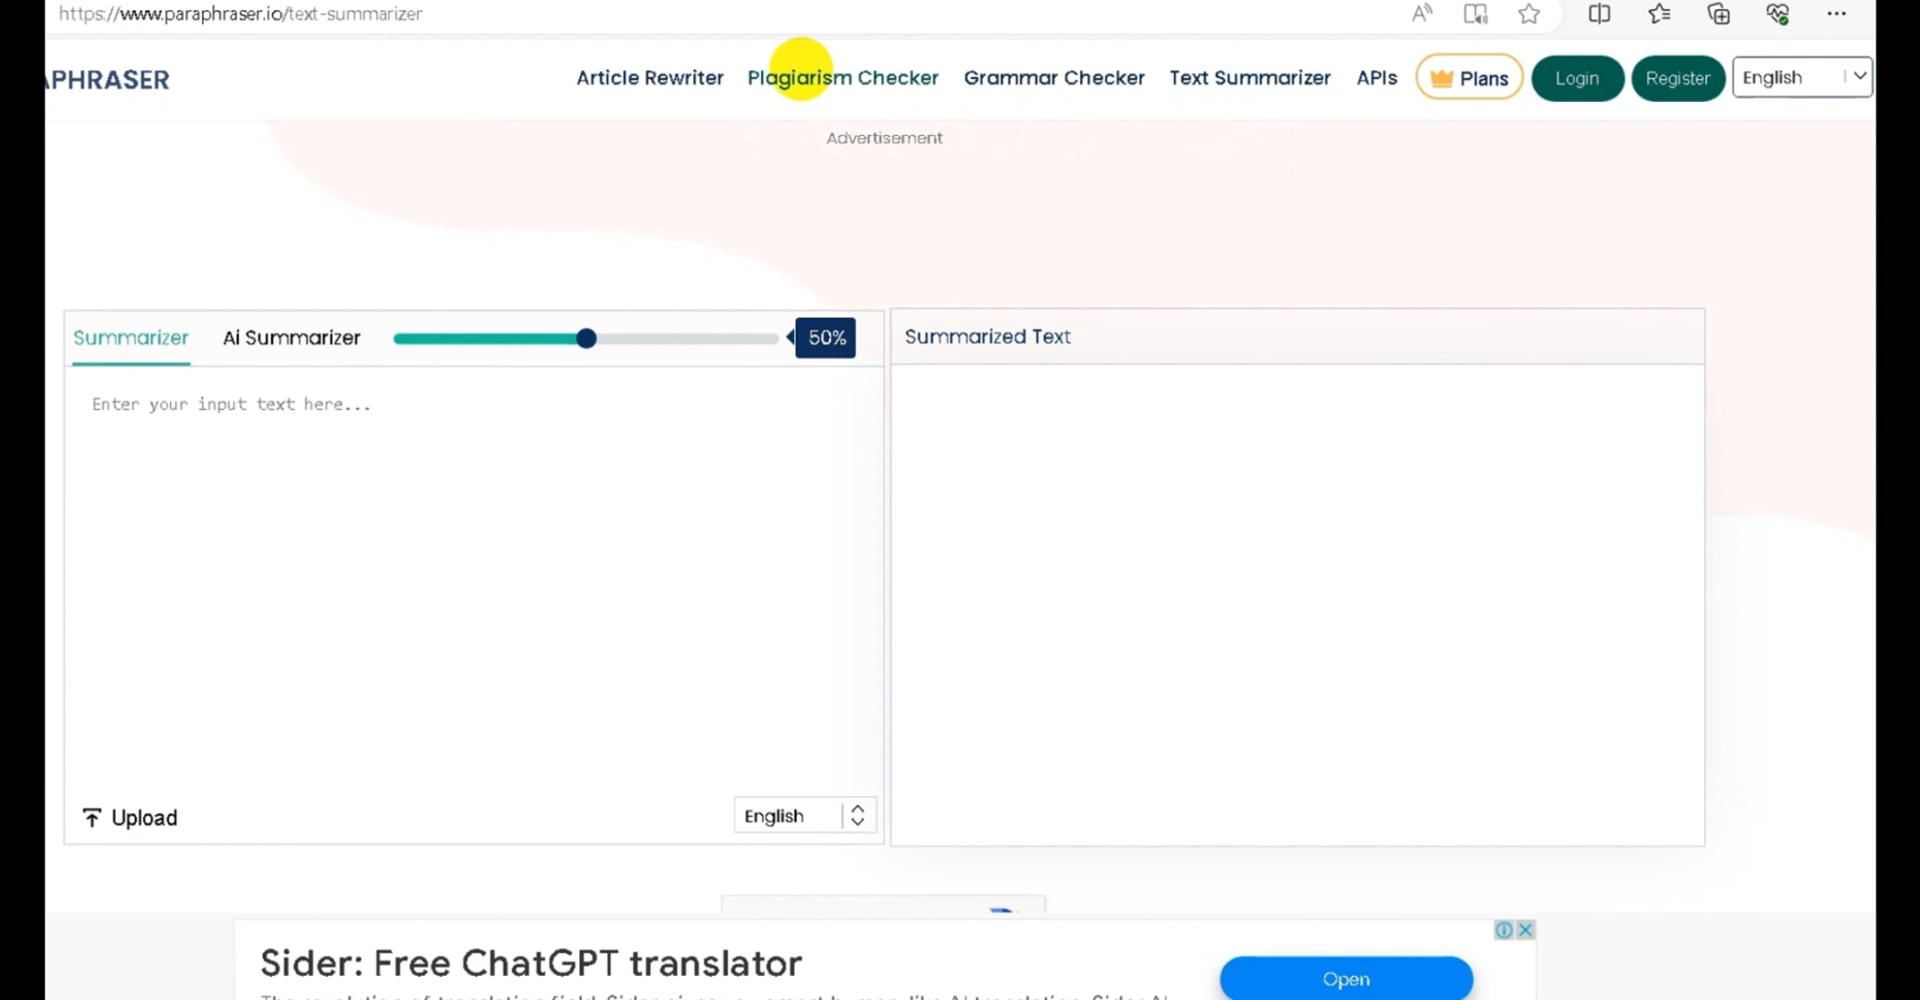 https://www.paraphraser.io/text-summarizer
APHRASER
Article Rewriter
Plagiarism Checker
Grammar Checker
Text Summarizer
APIs
Plans
Login
Register
English
Advertisement
Summarizer
Ai Summarizer
50%
Summarized Text
Enter your input text here...
Upload
English
Sider: Free ChatGPT translator
Open